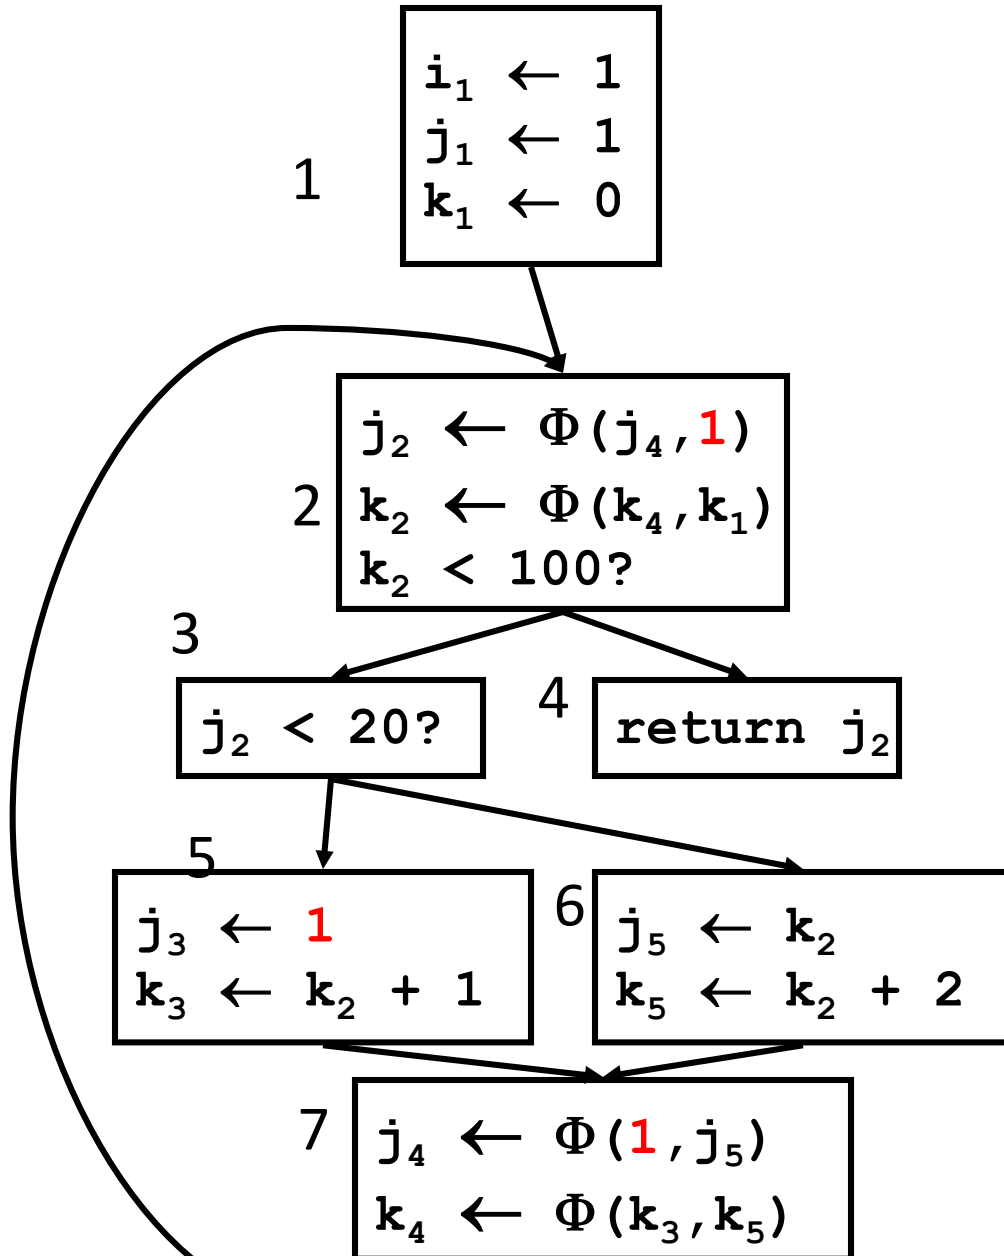 i₁ ← 1
j₁ ← 1
1
k₁ ← 0
j₂ ← Φ(j₄,1)
2
k₂ ← Φ(k₄,k₁)
k₂ < 100?
3
j₂ < 20?
4
return j₂
5
j₃ ← 1
k₃ ← k₂ + 1
6
j₅ ← k₂
k₅ ← k₂ + 2
7
j₄ ← Φ(1,j₅)
k₄ ← Φ(k₃,k₅)